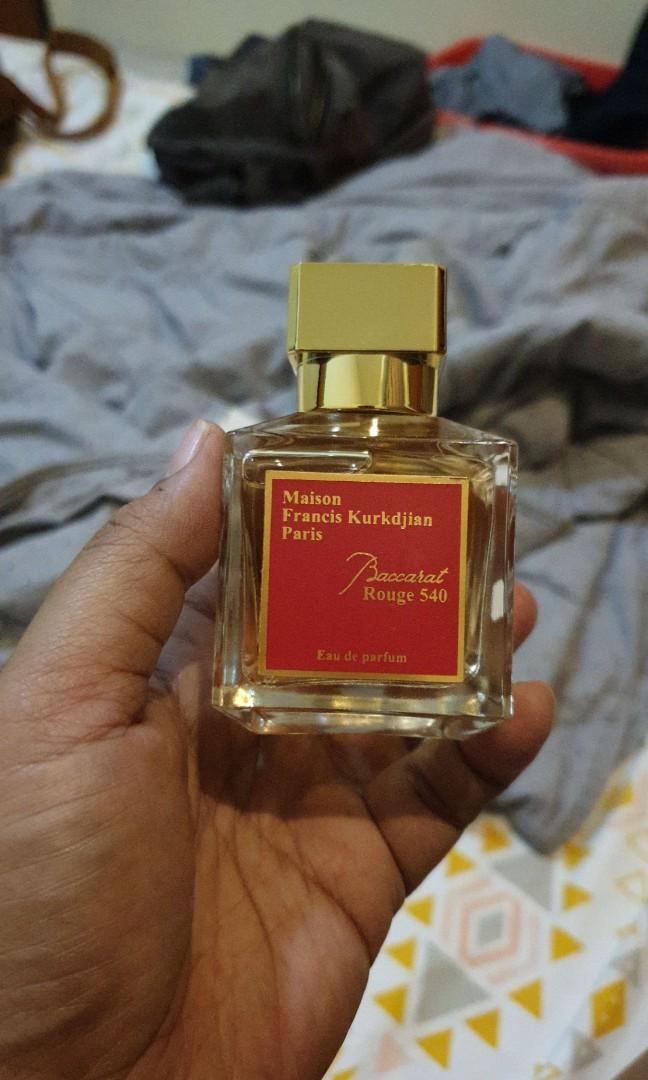 Maison
Francis Kurkdjian
Paris
Baccarat
Rouge 540
Eau de parfum